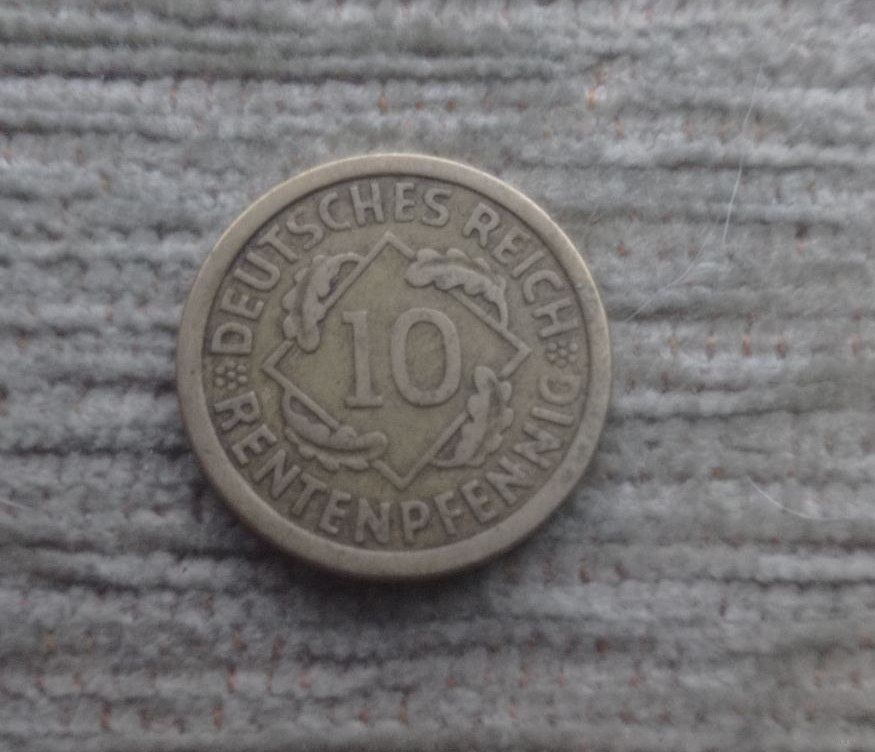 DEUTSCHES REICH
10
RENTENPFENNIG